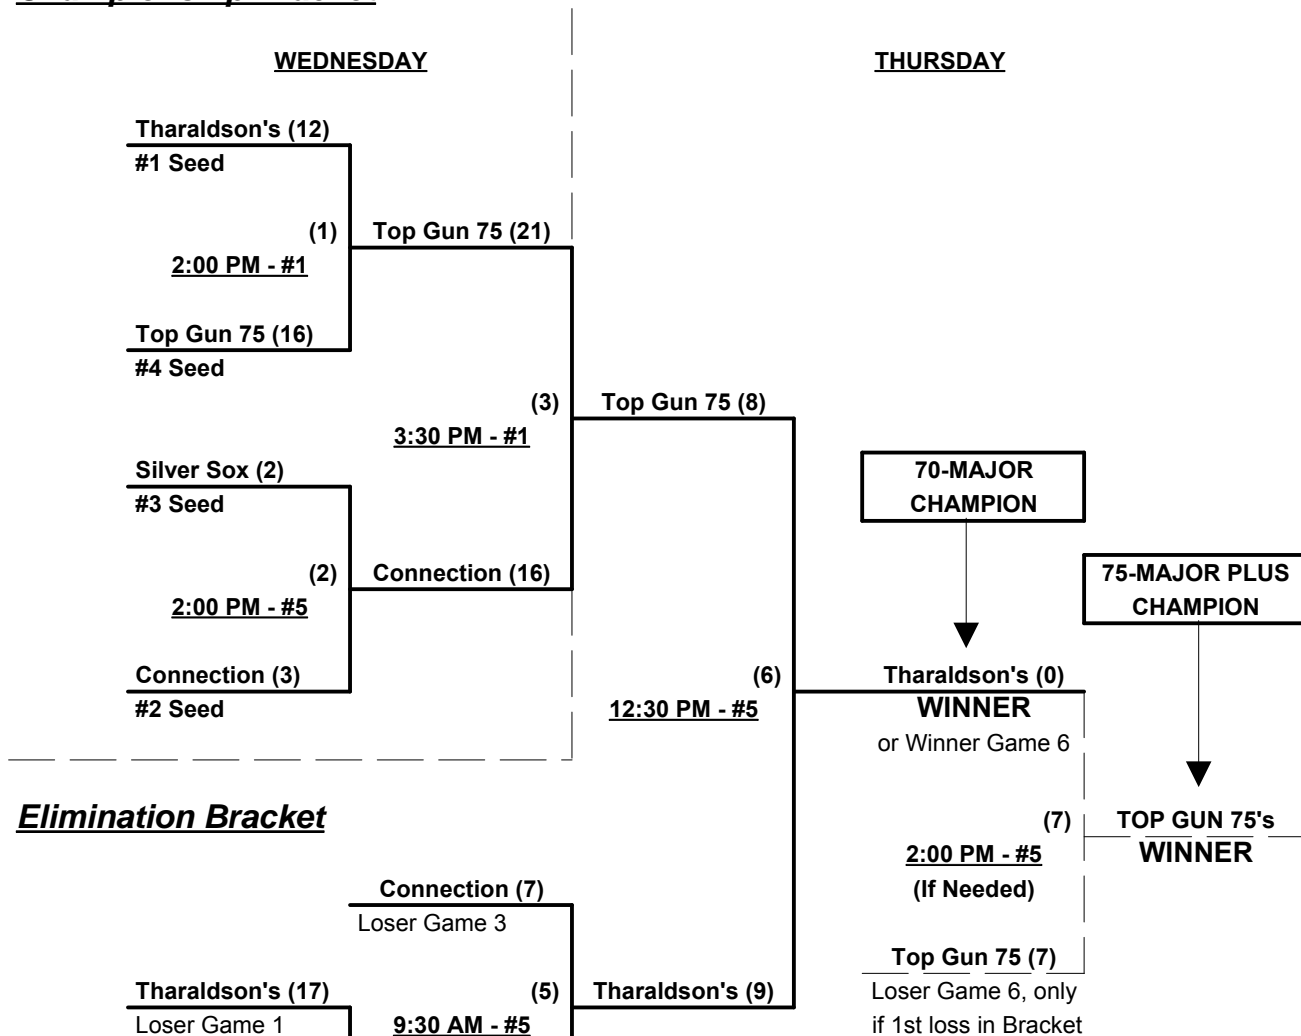 WEDNESDAY
THURSDAY
Tharaldson's (12)
#1 Seed
(1)
Top Gun 75 (21)
2:00 PM - #1
Top Gun 75 (16)
#4 Seed
(3)
Top Gun 75 (8)
3:30 PM - #1
Silver Sox (2)
#3 Seed
70-MAJOR
CHAMPION
(2)
Connection (16)
2:00 PM - #5
75-MAJOR PLUS
CHAMPION
Connection (3)
#2 Seed
(6)
Tharaldson's (0)
12:30 PM - #5
WINNER
or Winner Game 6
Elimination Bracket
(7)
TOP GUN 75's
2:00 PM - #5
WINNER
(If Needed)
Connection (7)
Loser Game 3
Top Gun 75 (7)
Tharaldson's (17)
(5)
Tharaldson's (9)
Loser Game 6, only
Loser Game 1
9:30 AM - #5
if 1st loss in Bracket